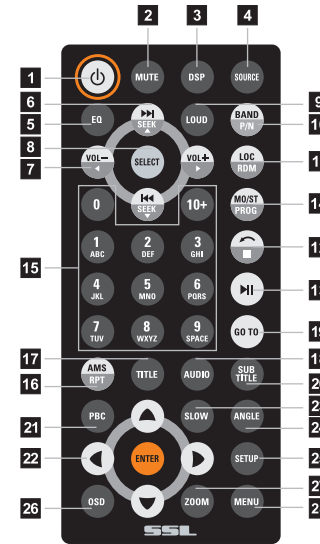 2 3 4
1 MUTE DSP SOURCE
6 9
5 EQ SEEK LOUD BAND P/N
8
7 VOL− SELECT VOL+ LOC RDM
0 SEEK 10+ MO/ST PROG
15 1 ABC 2 DEF 3 GHI
4 JKL 5 MNO 6 PQRS
7 TUV 8 WXYZ 9 SPACE GO TO
17
16 AMS RPT TITLE AUDIO SUB TITLE
21 PBC SLOW ANGLE
22 ENTER SETUP
26 OSD ZOOM MENU
SSL